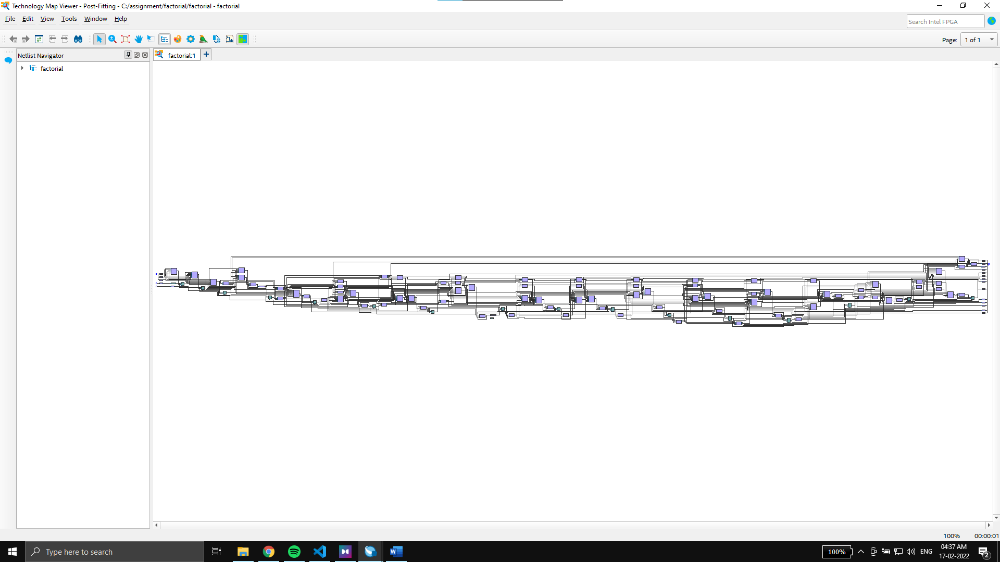 Technology Map Viewer - Post-Fitting - C:/assignment/factorial/factorial - factorial
File Edit View Tools Window Help
Search Intel FPGA
Page: 1 of 1
Netlist Navigator
factorial:1
factorial
100% 00:00:01
Type here to search
100%
ENG
04:37 AM
17-02-2022
2